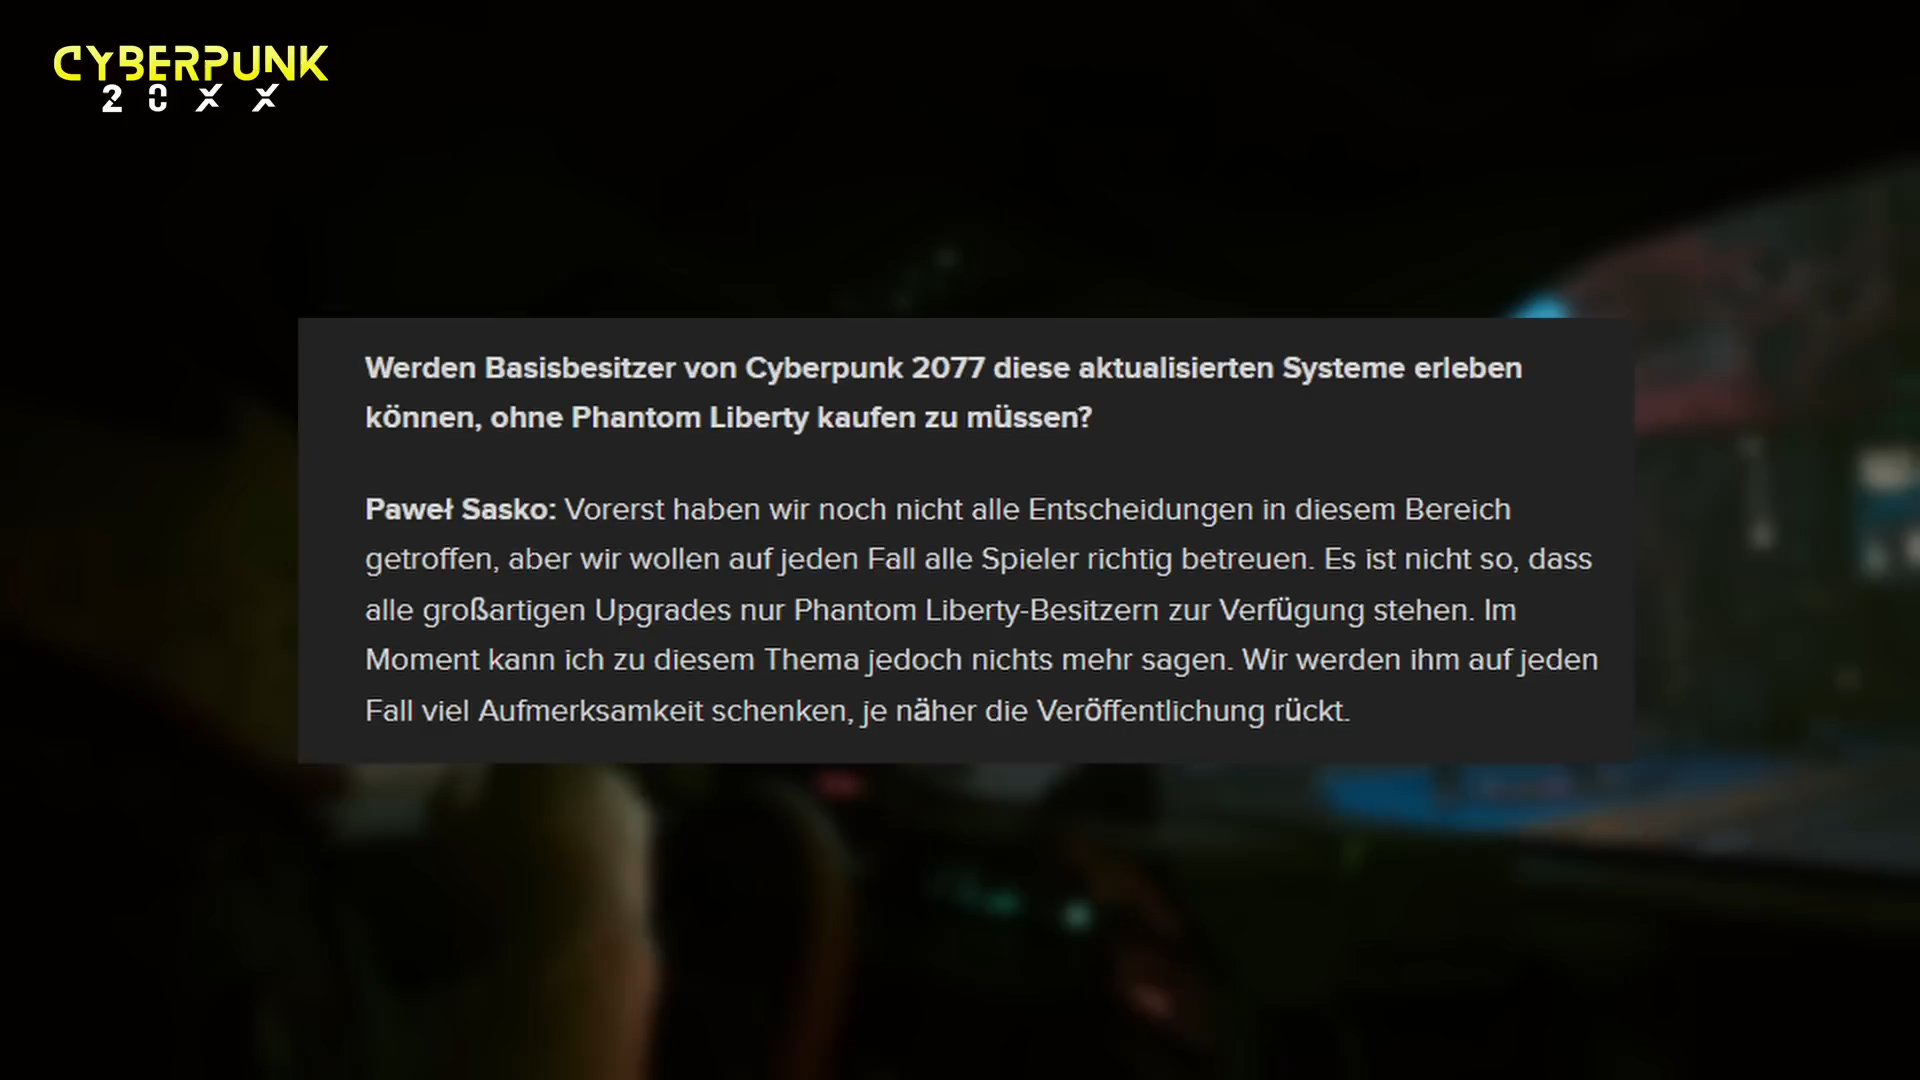 CYBERPUNK
20XX
Werden Basisbesitzer von Cyberpunk 2077 diese aktualisierten Systeme erleben
können, ohne Phantom Liberty kaufen zu müssen?
Paweł Sasko: Vorerst haben wir noch nicht alle Entscheidungen in diesem Bereich
getroffen, aber wir wollen auf jeden Fall alle Spieler richtig betreuen. Es ist nicht so, dass
alle großartigen Upgrades nur Phantom Liberty-Besitzern zur Verfügung stehen. Im
Moment kann ich zu diesem Thema jedoch nichts mehr sagen. Wir werden ihm auf jeden
Fall viel Aufmerksamkeit schenken, je näher die Veröffentlichung rückt.